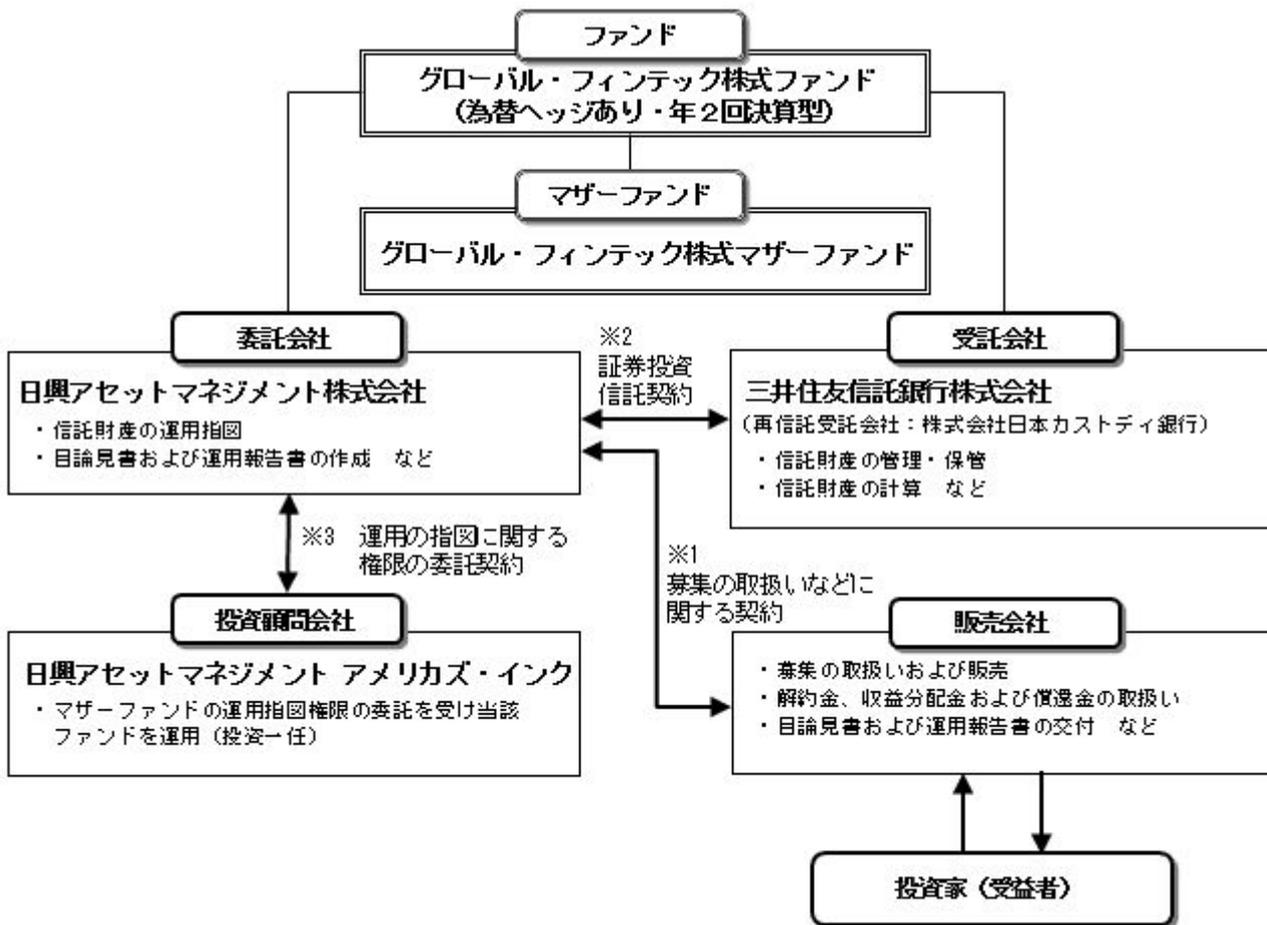 ファンド
グローバル・フィンテック株式ファンド
(為替ヘッジあり・年2回決算型)
マザーファンド
グローバル・フィンテック株式マザーファンド
委託会社
日興アセットマネジメント株式会社
・信託財産の運用指図
・目論見書および運用報告書の作成 など
※2
証券投資
信託契約
受託会社
三井住友信託銀行株式会社
(再信託受託会社:株式会社日本カストディ銀行)
・信託財産の管理・保管
・信託財産の計算 など
※3 運用の指図に関する
権限の委託契約
※1
募集の取扱いなどに
関する契約
投資顧問会社
日興アセットマネジメント アメリカズ・インク
・マザーファンドの運用指図権限の委託を受け当該
ファンドを運用(投資一任)
販売会社
・募集の取扱いおよび販売
・解約金、収益分配金および償還金の取扱い
・目論見書および運用報告書の交付 など
投資家(受益者)